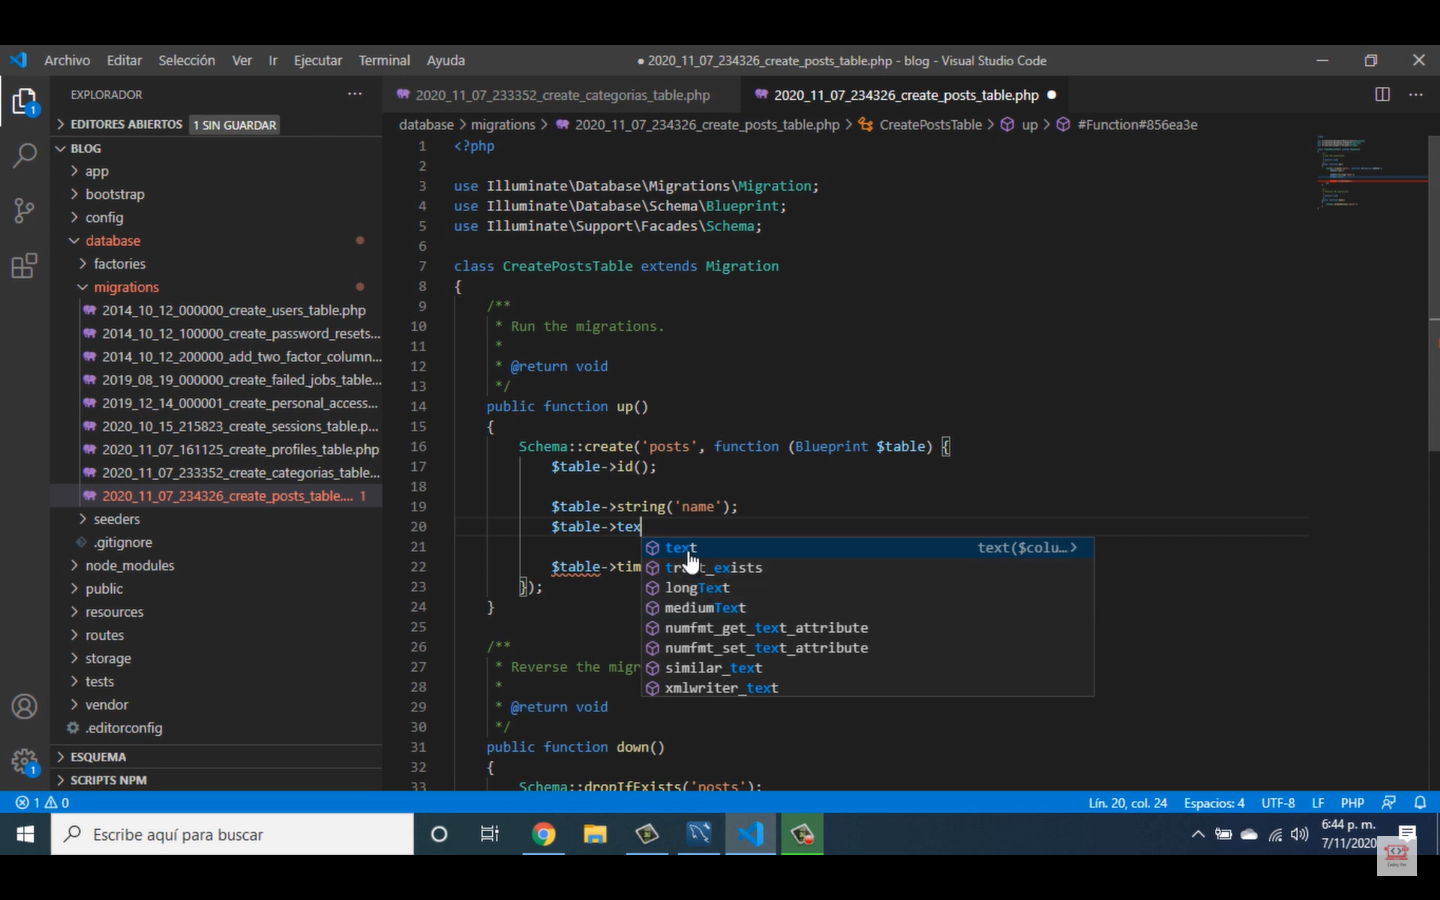 Archivo Editar Selección Ver Ir Ejecutar Terminal Ayuda
● 2020_11_07_234326_create_posts_table.php - blog - Visual Studio Code
EXPLORADOR
EDITORES ABIERTOS 1 SIN GUARDAR
BLOG
app
bootstrap
config
database
factories
migrations
2014_10_12_000000_create_users_table.php
2014_10_12_100000_create_password_resets...
2014_10_12_200000_add_two_factor_column...
2019_08_19_000000_create_failed_jobs_table...
2019_12_14_000001_create_personal_access...
2020_10_15_215823_create_sessions_table.p...
2020_11_07_161125_create_profiles_table.php
2020_11_07_233352_create_categorias_table...
2020_11_07_234326_create_posts_table.... 1
seeders
.gitignore
node_modules
public
resources
routes
storage
tests
vendor
.editorconfig
ESQUEMA
SCRIPTS NPM
2020_11_07_233352_create_categorias_table.php
2020_11_07_234326_create_posts_table.php ●
database > migrations > 2020_11_07_234326_create_posts_table.php > CreatePostsTable > up > #Function#856ea3e
1 <?php
2
3 use Illuminate\Database\Migrations\Migration;
4 use Illuminate\Database\Schema\Blueprint;
5 use Illuminate\Support\Facades\Schema;
6
7 class CreatePostsTable extends Migration
8 {
9 /**
10 * Run the migrations.
11 *
12 * @return void
13 */
14 public function up()
15 {
16 Schema::create('posts', function (Blueprint $table) {
17 $table->id();
18
19 $table->string('name');
20 $table->tex
21
22 $table->tim
23 });
24 }
25
26 /**
27 * Reverse the migr
28 *
29 * @return void
30 */
31 public function down()
32 {
33 Schema::dropIfExists('posts');
text text($colu...
_exists
longText
mediumText
numfmt_get_text_attribute
numfmt_set_text_attribute
similar_text
xmlwriter_text
1 0
Lín. 20, col. 24 Espacios: 4 UTF-8 LF PHP
Escribe aquí para buscar
6:44 p. m.
7/11/2020
1
1